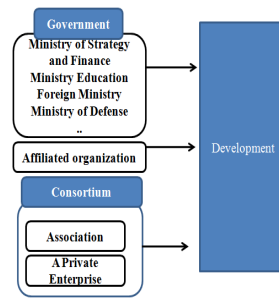 Government
Ministry of Strategy
and Finance
Ministry Education
Foreign Ministry
Ministry of Defense
..
Affiliated organization
Consortium
Association
A Private
Enterprise
Development